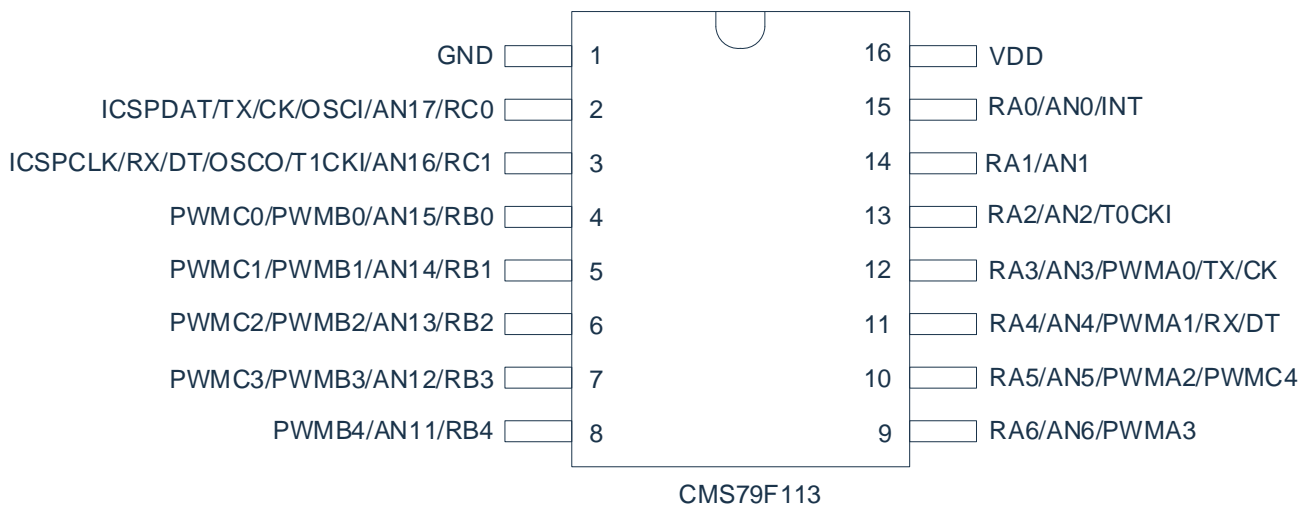 GND 1 16 VDD
ICSPDAT/TX/CK/OSCI/AN17/RC0 2 15 RA0/AN0/INT
ICSPCLK/RX/DT/OSCO/T1CKI/AN16/RC1 3 14 RA1/AN1
PWMC0/PWMB0/AN15/RB0 4 13 RA2/AN2/T0CKI
PWMC1/PWMB1/AN14/RB1 5 12 RA3/AN3/PWMA0/TX/CK
PWMC2/PWMB2/AN13/RB2 6 11 RA4/AN4/PWMA1/RX/DT
PWMC3/PWMB3/AN12/RB3 7 10 RA5/AN5/PWMA2/PWMC4
PWMB4/AN11/RB4 8 9 RA6/AN6/PWMA3
CMS79F113